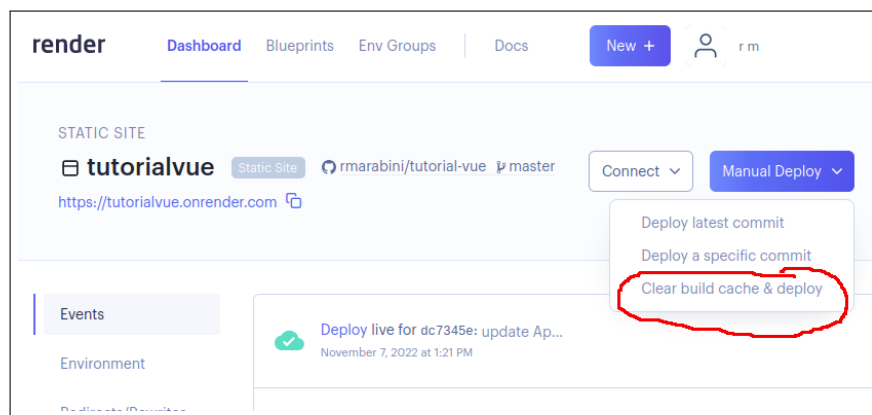 render Dashboard Blueprints Env Groups Docs New + r m
STATIC SITE
tutorialvue Static Site rmarabini/tutorial-vue master
Connect Manual Deploy
https://tutorialvue.onrender.com
Deploy latest commit
Deploy a specific commit
Clear build cache & deploy
Events
Environment
Redirects/Rewrites
Deploy live for dc7345e: update Ap...
November 7, 2022 at 1:21 PM